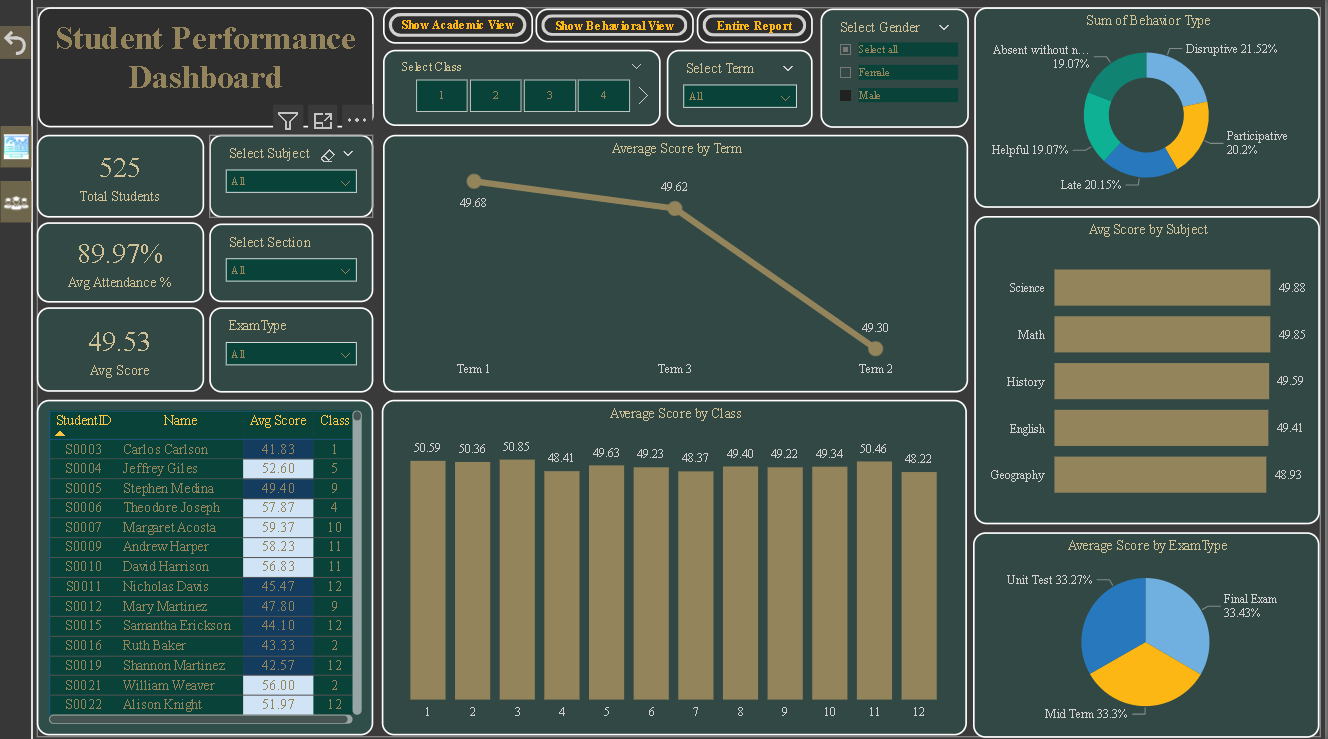 Student Performance
Dashboard
Show Academic View
Show Behavioral View
Entire Report
Select Class
1
2
3
4
Select Term
All
Select Gender
Select all
Female
Male
525
Total Students
89.97%
Avg Attendance %
49.53
Avg Score
Select Subject
All
Select Section
All
ExamType
All
Average Score by Term
49.68
49.62
49.30
Term 1
Term 3
Term 2
Sum of Behavior Type
Absent without n...
19.07%
Disruptive 21.52%
Participative
20.2%
Helpful 19.07%
Late 20.15%
Avg Score by Subject
Science 49.88
Math 49.85
History 49.59
English 49.41
Geography 48.93
StudentID Name Avg Score Class
S0003 Carlos Carlson 41.83 1
S0004 Jeffrey Giles 52.60 5
S0005 Stephen Medina 49.40 9
S0006 Theodore Joseph 57.87 4
S0007 Margaret Acosta 59.37 10
S0009 Andrew Harper 58.23 11
S0010 David Harrison 56.83 11
S0011 Nicholas Davis 45.47 12
S0012 Mary Martinez 47.80 9
S0015 Samantha Erickson 44.10 12
S0016 Ruth Baker 43.33 2
S0019 Shannon Martinez 42.57 12
S0021 William Weaver 56.00 2
S0022 Alison Knight 51.97 12
Average Score by Class
50.59 50.36 50.85 48.41 49.63 49.23 48.37 49.40 49.22 49.34 50.46 48.22
1 2 3 4 5 6 7 8 9 10 11 12
Average Score by ExamType
Unit Test 33.27%
Final Exam
33.43%
Mid Term 33.3%